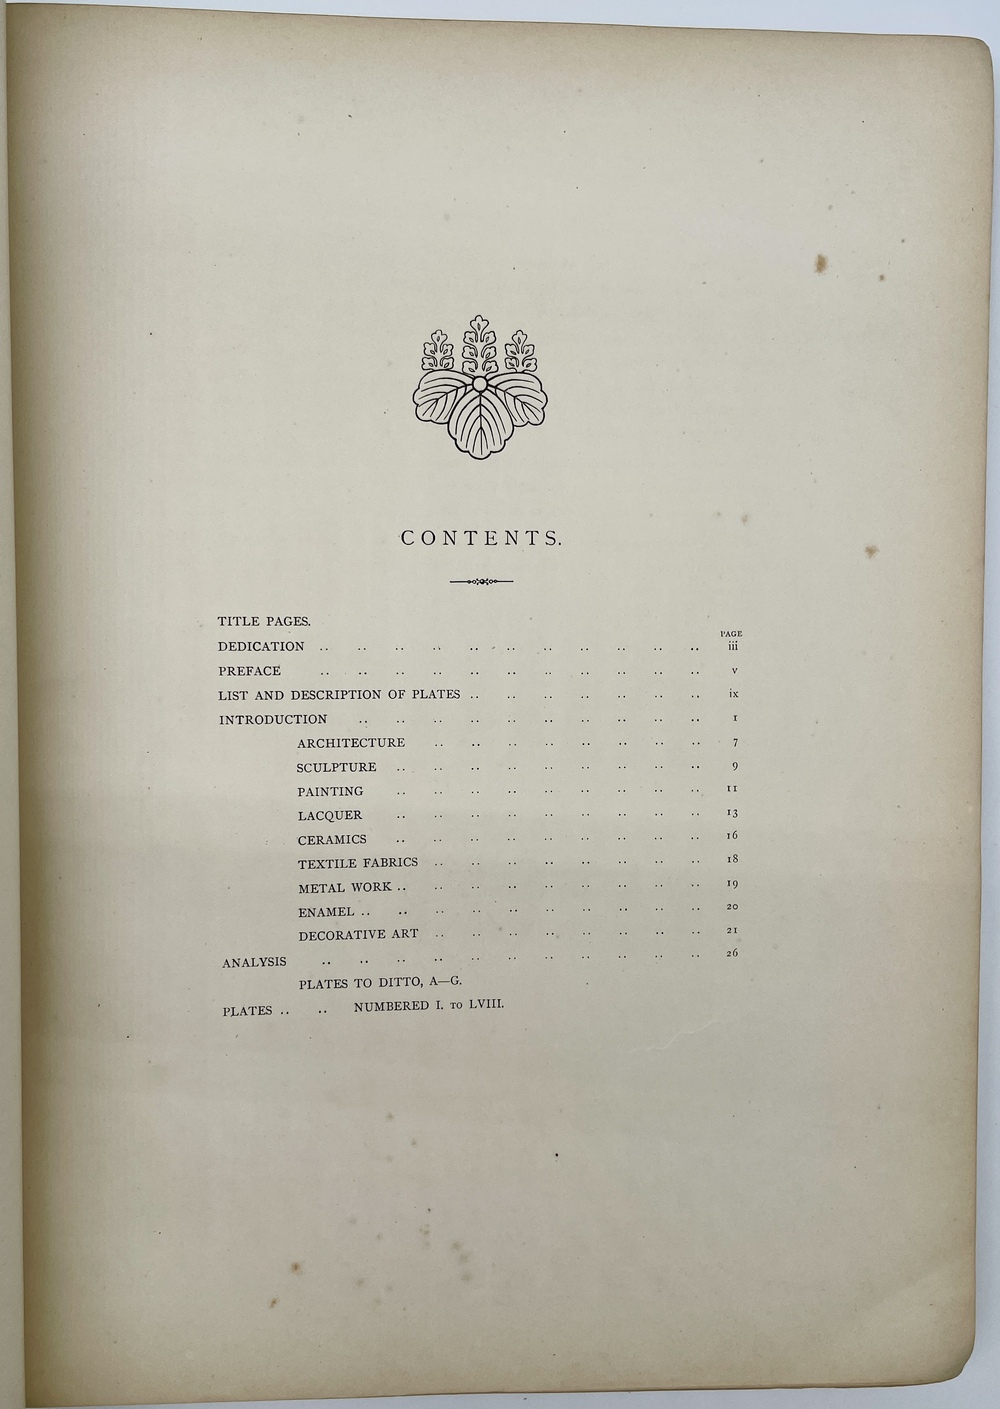 CONTENTS.
TITLE PAGES.
PAGE
DEDICATION .. .. .. .. .. .. .. .. .. .. .. iii
PREFACE .. .. .. .. .. .. .. .. .. .. .. v
LIST AND DESCRIPTION OF PLATES .. .. .. .. .. .. .. ix
INTRODUCTION .. .. .. .. .. .. .. .. .. .. 1
ARCHITECTURE .. .. .. .. .. .. .. .. 7
SCULPTURE .. .. .. .. .. .. .. .. .. 9
PAINTING .. .. .. .. .. .. .. .. .. 11
LACQUER .. .. .. .. .. .. .. .. .. 13
CERAMICS .. .. .. .. .. .. .. .. .. 16
TEXTILE FABRICS .. .. .. .. .. .. .. .. 18
METAL WORK .. .. .. .. .. .. .. .. .. 19
ENAMEL .. .. .. .. .. .. .. .. .. .. 20
DECORATIVE ART .. .. .. .. .. .. .. .. 21
ANALYSIS .. .. .. .. .. .. .. .. .. .. .. 26
PLATES TO DITTO, A—G.
PLATES .. .. NUMBERED I. TO LVIII.